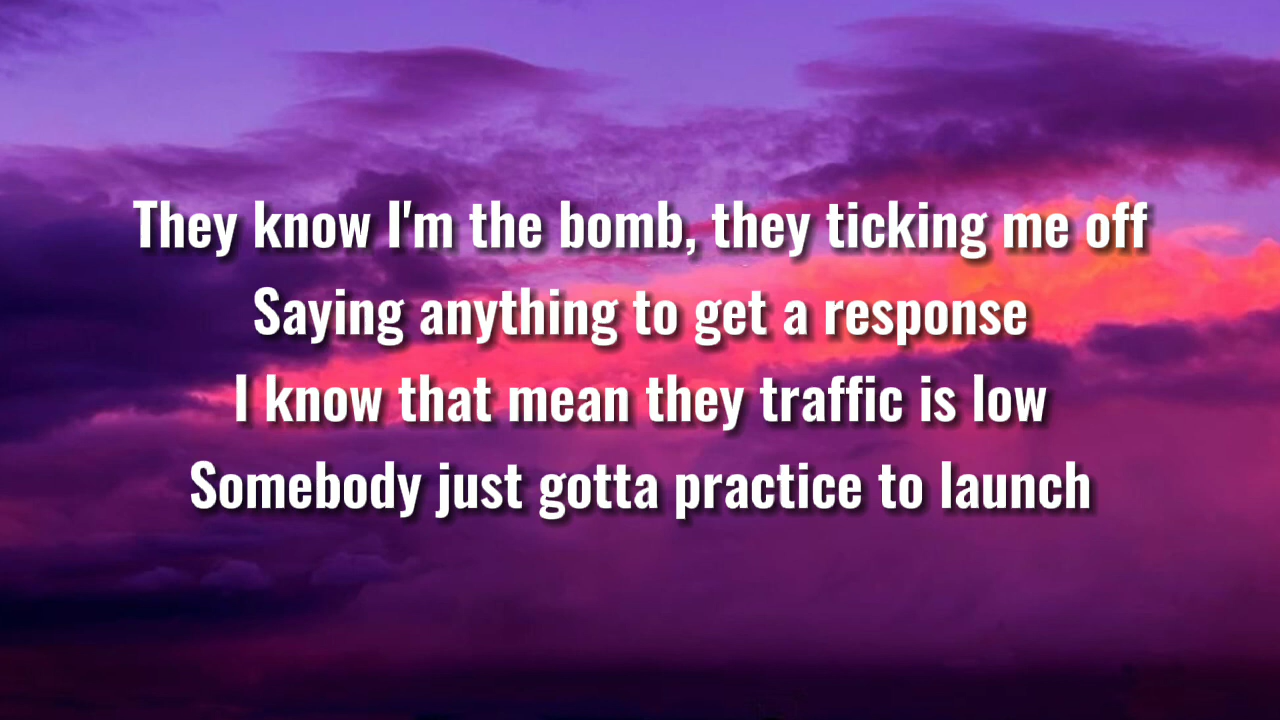 They know I'm the bomb, they ticking me off
Saying anything to get a response
I know that mean they traffic is low
Somebody just gotta practice to launch